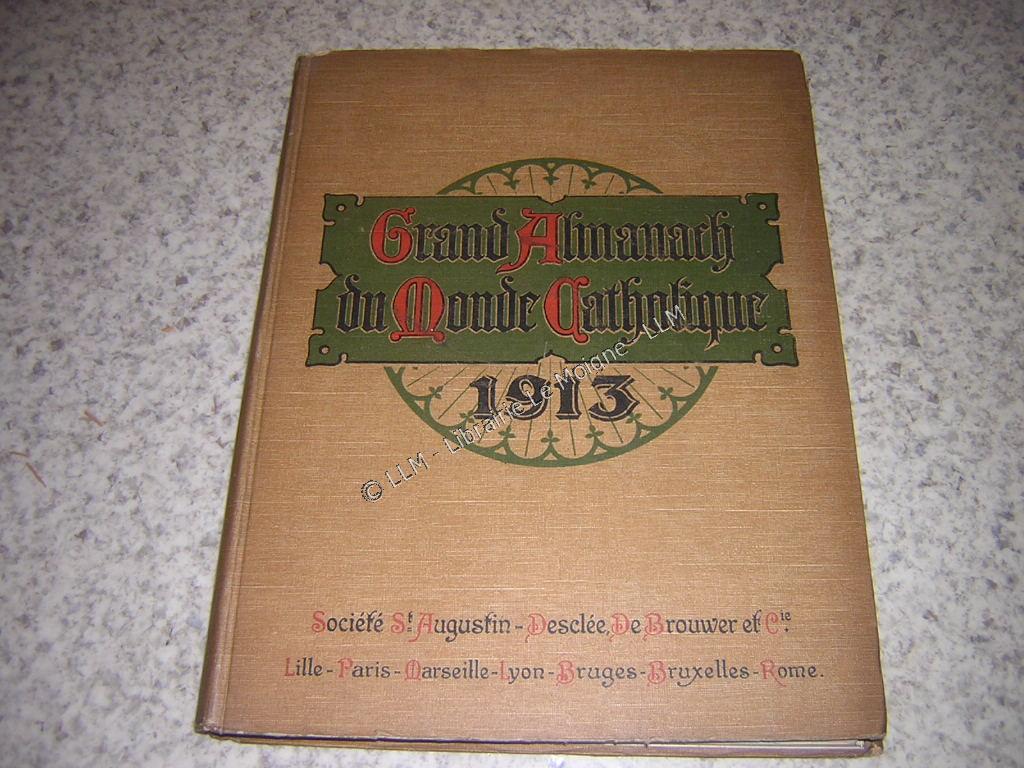 Grand Almanach
du Monde Catholique
1913
© LLM - Librairie Le Moigne - LLM
Société St Augustin - Desclée, De Brouwer et Cie.
Lille - Paris - Marseille - Lyon - Bruges - Bruxelles - Rome.